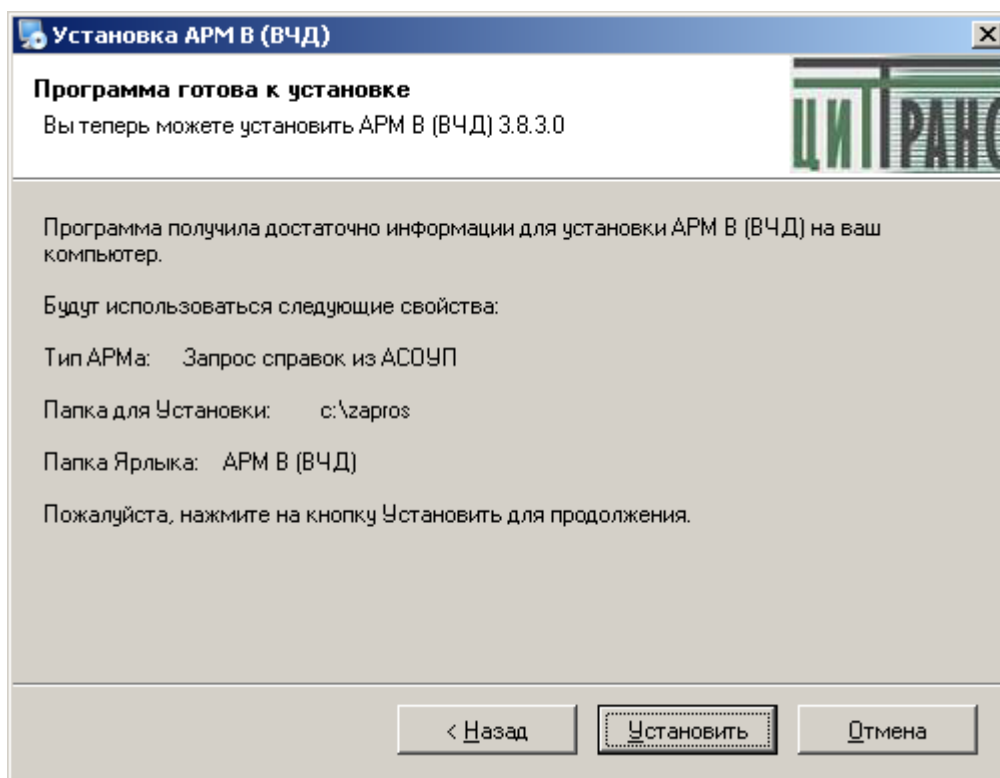 Установка АРМ В (ВЧД)
Программа готова к установке
Вы теперь можете установить АРМ В (ВЧД) 3.8.3.0
ЦИТТРАНС
Программа получила достаточно информации для установки АРМ В (ВЧД) на ваш
компьютер.
Будут использоваться следующие свойства:
Тип АРМа: Запрос справок из АСОУП
Папка для Установки: c:\zapros
Папка Ярлыка: АРМ В (ВЧД)
Пожалуйста, нажмите на кнопку Установить для продолжения.
< Назад Установить Отмена